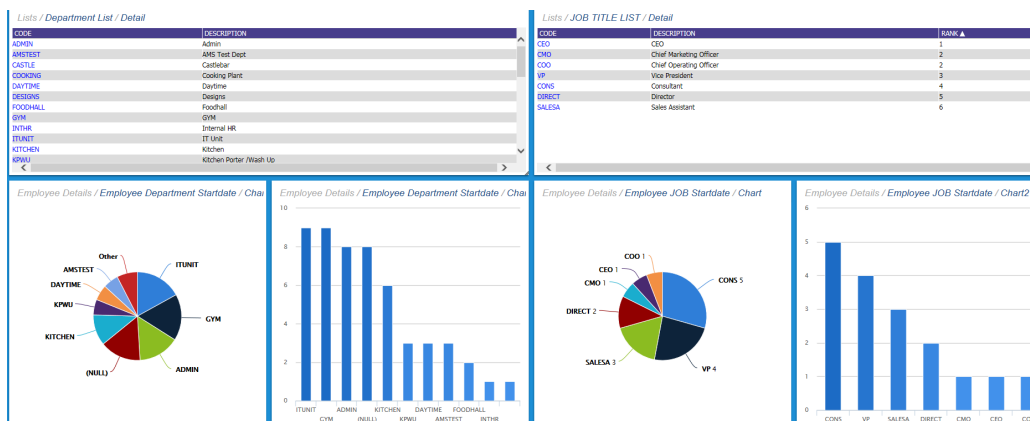 Lists / Department List / Detail
CODE DESCRIPTION
ADMIN Admin
AMSTEST AMS Test Dept
CASTLE Castlebar
COOKING Cooking Plant
DAYTIME Daytime
DESIGNS Designs
FOODHALL Foodhall
GYM GYM
INTHR Internal HR
ITUNIT IT Unit
KITCHEN Kitchen
KPWU Kitchen Porter /Wash Up
Lists / JOB TITLE LIST / Detail
CODE DESCRIPTION RANK ▲
CEO CEO 1
CMO Chief Marketing Officer 2
COO Chief Operating Officer 2
VP Vice President 3
CONS Consultant 4
DIRECT Director 5
SALESA Sales Assistant 6
Employee Details / Employee Department Startdate / Char
Other
ITUNIT
AMSTEST
DAYTIME
KPWU
GYM
KITCHEN
(NULL)
ADMIN
Employee Details / Employee Department Startdate / Char
10
8
6
4
2
0
ITUNIT ADMIN KITCHEN DAYTIME FOODHALL
GYM (NULL) KPWU AMSTEST INTHR
Employee Details / Employee JOB Startdate / Chart
COO 1
CEO 1
CMO 1
CONS 5
DIRECT 2
SALESA 3
VP 4
Employee Details / Employee JOB Startdate / Chart2
6
5
4
3
2
1
0
CONS VP SALESA DIRECT CMO CEO CO